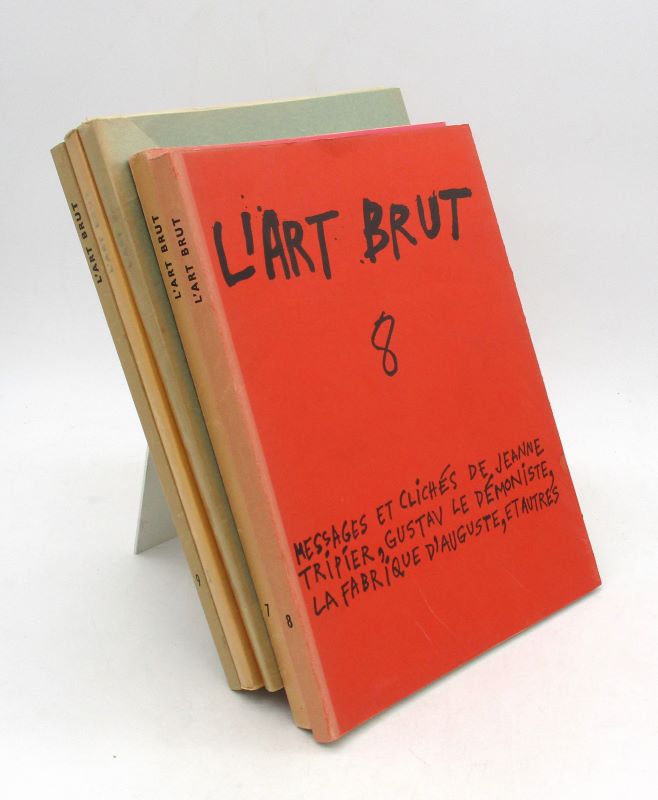 L'ART BRUT
8
MESSAGES ET CLICHÉS DE JEANNE
TRIPIER, GUSTAV LE DÉMONISTE,
LA FABRIQUE D'AUGUSTE, ET AUTRES
L'ART BRUT
8
L'ART BRUT
7
L'ART BRUT
L'ART BRUT
9